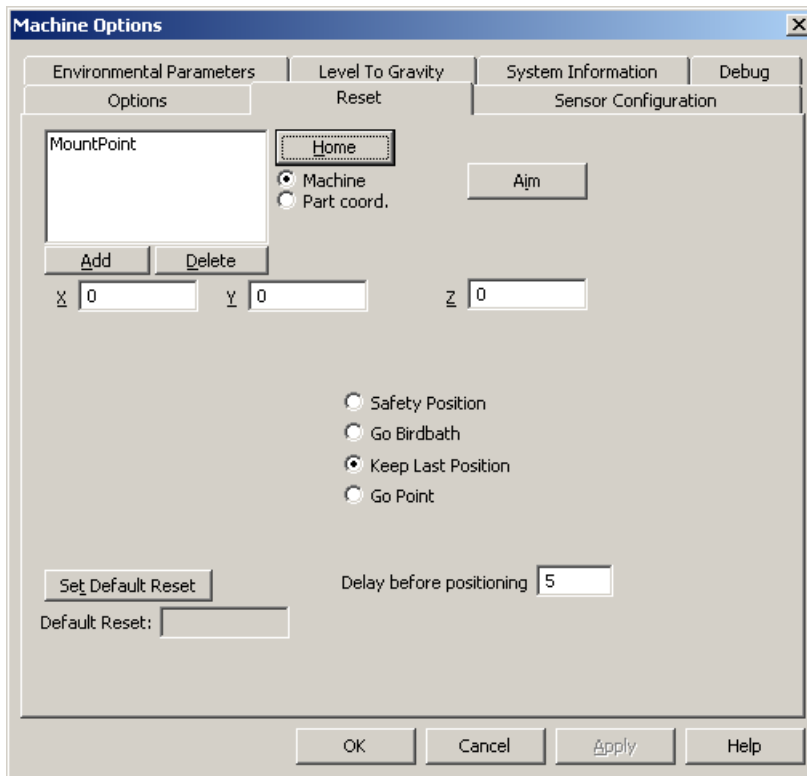 Machine Options
Environmental Parameters Level To Gravity System Information Debug
Options Reset Sensor Configuration
MountPoint
Home
Machine
Part coord.
Aim
Add Delete
X 0 Y 0 Z 0
Safety Position
Go Birdbath
Keep Last Position
Go Point
Set Default Reset
Delay before positioning 5
Default Reset:
OK Cancel Apply Help